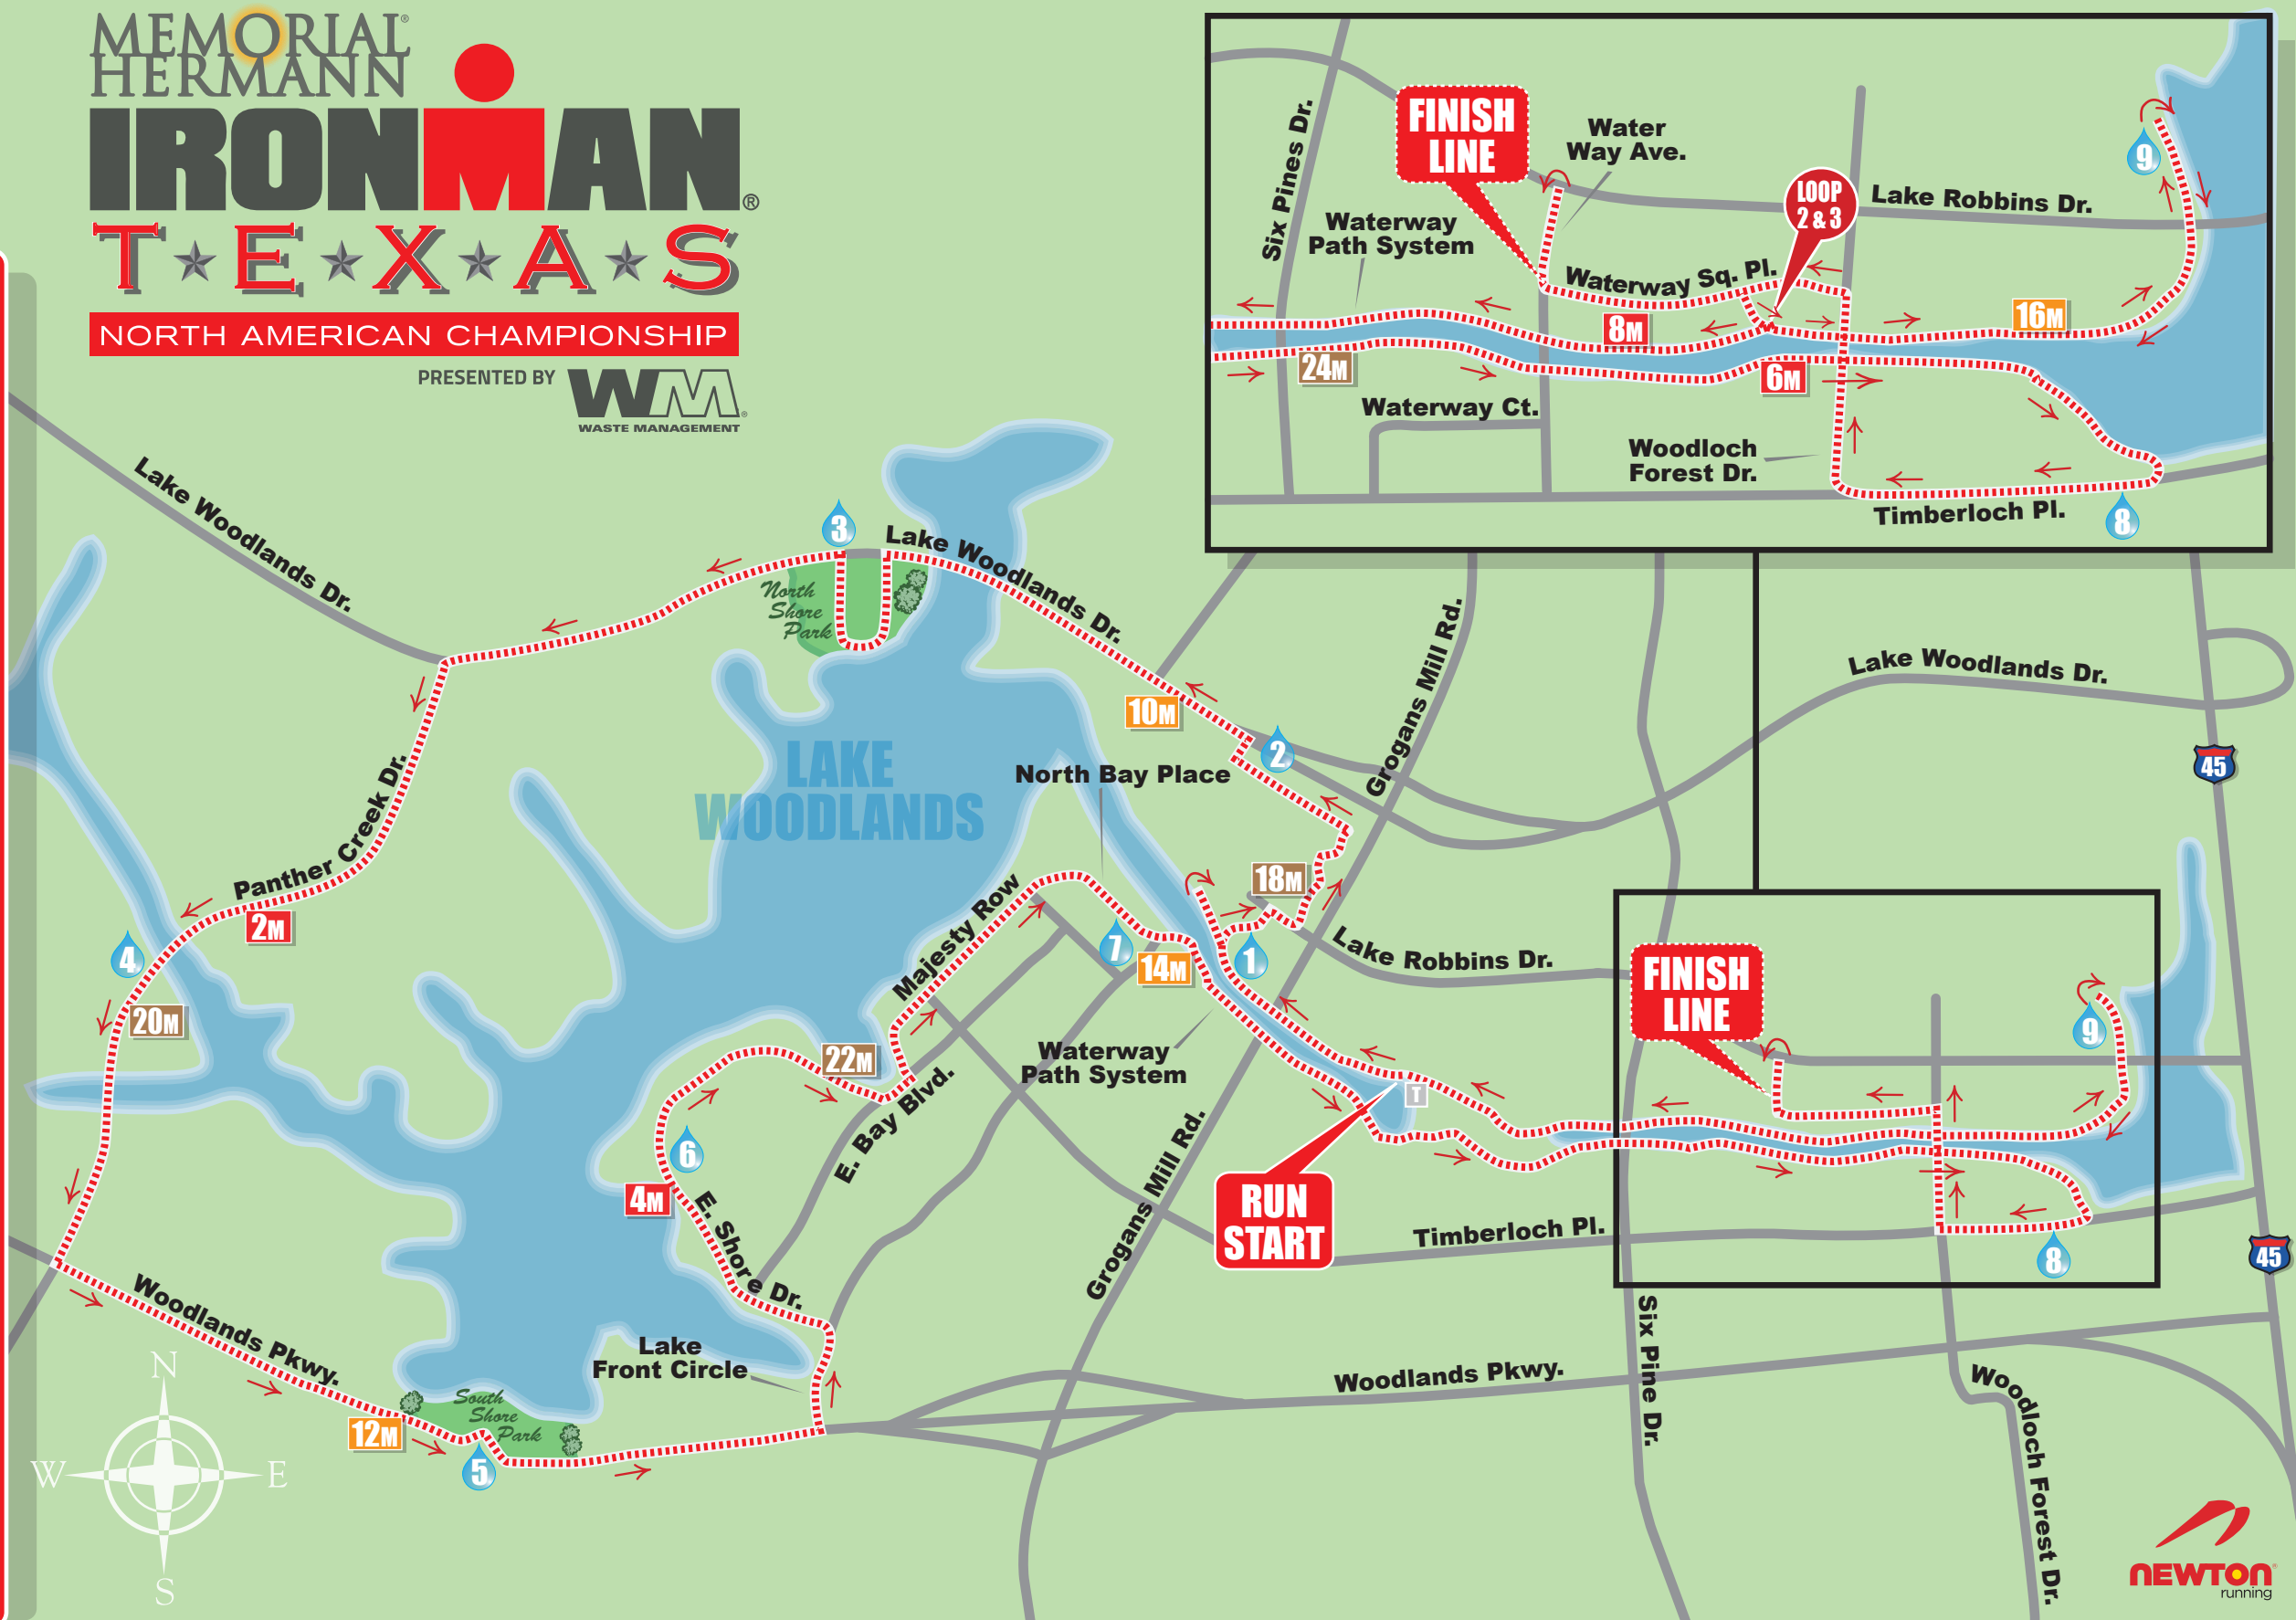 MEMORIAL®
HERMANN
IRONMAN®
T★E★X★A★S
NORTH AMERICAN CHAMPIONSHIP
PRESENTED BY WM®
WASTE MANAGEMENT
FINISH
LINE
Water
Way Ave.
Six Pines Dr.
Waterway
Path System
LOOP
2 & 3
Lake Robbins Dr.
9
Waterway Sq. Pl.
8M
16M
24M
6M
Waterway Ct.
Woodloch
Forest Dr.
Timberloch Pl.
8
Lake Woodlands Dr.
3
Lake Woodlands Dr.
North
Shore
Park
10M
2
Grogans Mill Rd.
Lake Woodlands Dr.
45
LAKE
WOODLANDS
North Bay Place
Panther Creek Dr.
2M
4
20M
Majesty Row
18M
7
14M
1
Lake Robbins Dr.
FINISH
LINE
9
22M
Waterway
Path System
T
6
4M
E. Bay Blvd.
E. Shore Dr.
Grogans Mill Rd.
RUN
START
Timberloch Pl.
8
45
Woodlands Pkwy.
Lake
Front Circle
Woodlands Pkwy.
Six Pine Dr.
Woodloch Forest Dr.
12M
South
Shore
Park
5
N
W
E
S
NEWTON®
running